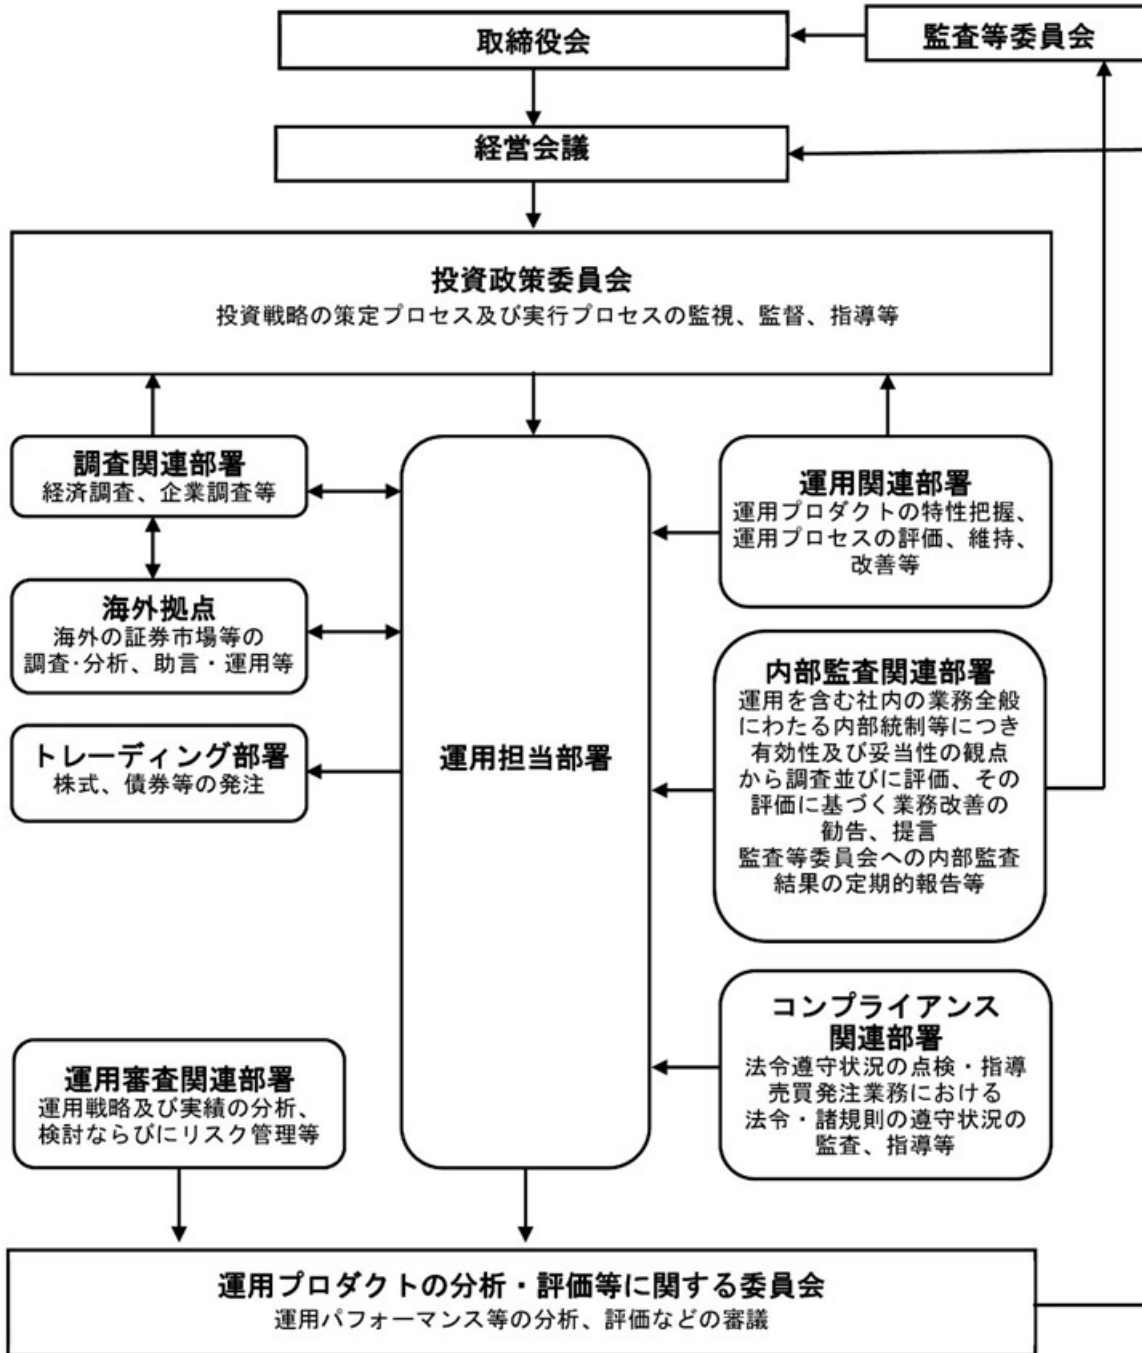 取締役会
監査等委員会
経営会議
投資政策委員会
投資戦略の策定プロセス及び実行プロセスの監視、監督、指導等
調査関連部署
経済調査、企業調査等
海外拠点
海外の証券市場等の
調査･分析、助言・運用等
トレーディング部署
株式、債券等の発注
運用担当部署
運用関連部署
運用プロダクトの特性把握、
運用プロセスの評価、維持、
改善等
内部監査関連部署
運用を含む社内の業務全般
にわたる内部統制等につき
有効性及び妥当性の観点
から調査並びに評価、その
評価に基づく業務改善の
勧告、提言
監査等委員会への内部監査
結果の定期的報告等
コンプライアンス
関連部署
法令遵守状況の点検・指導
売買発注業務における
法令・諸規則の遵守状況の
監査、指導等
運用審査関連部署
運用戦略及び実績の分析、
検討ならびにリスク管理等
運用プロダクトの分析・評価等に関する委員会
運用パフォーマンス等の分析、評価などの審議